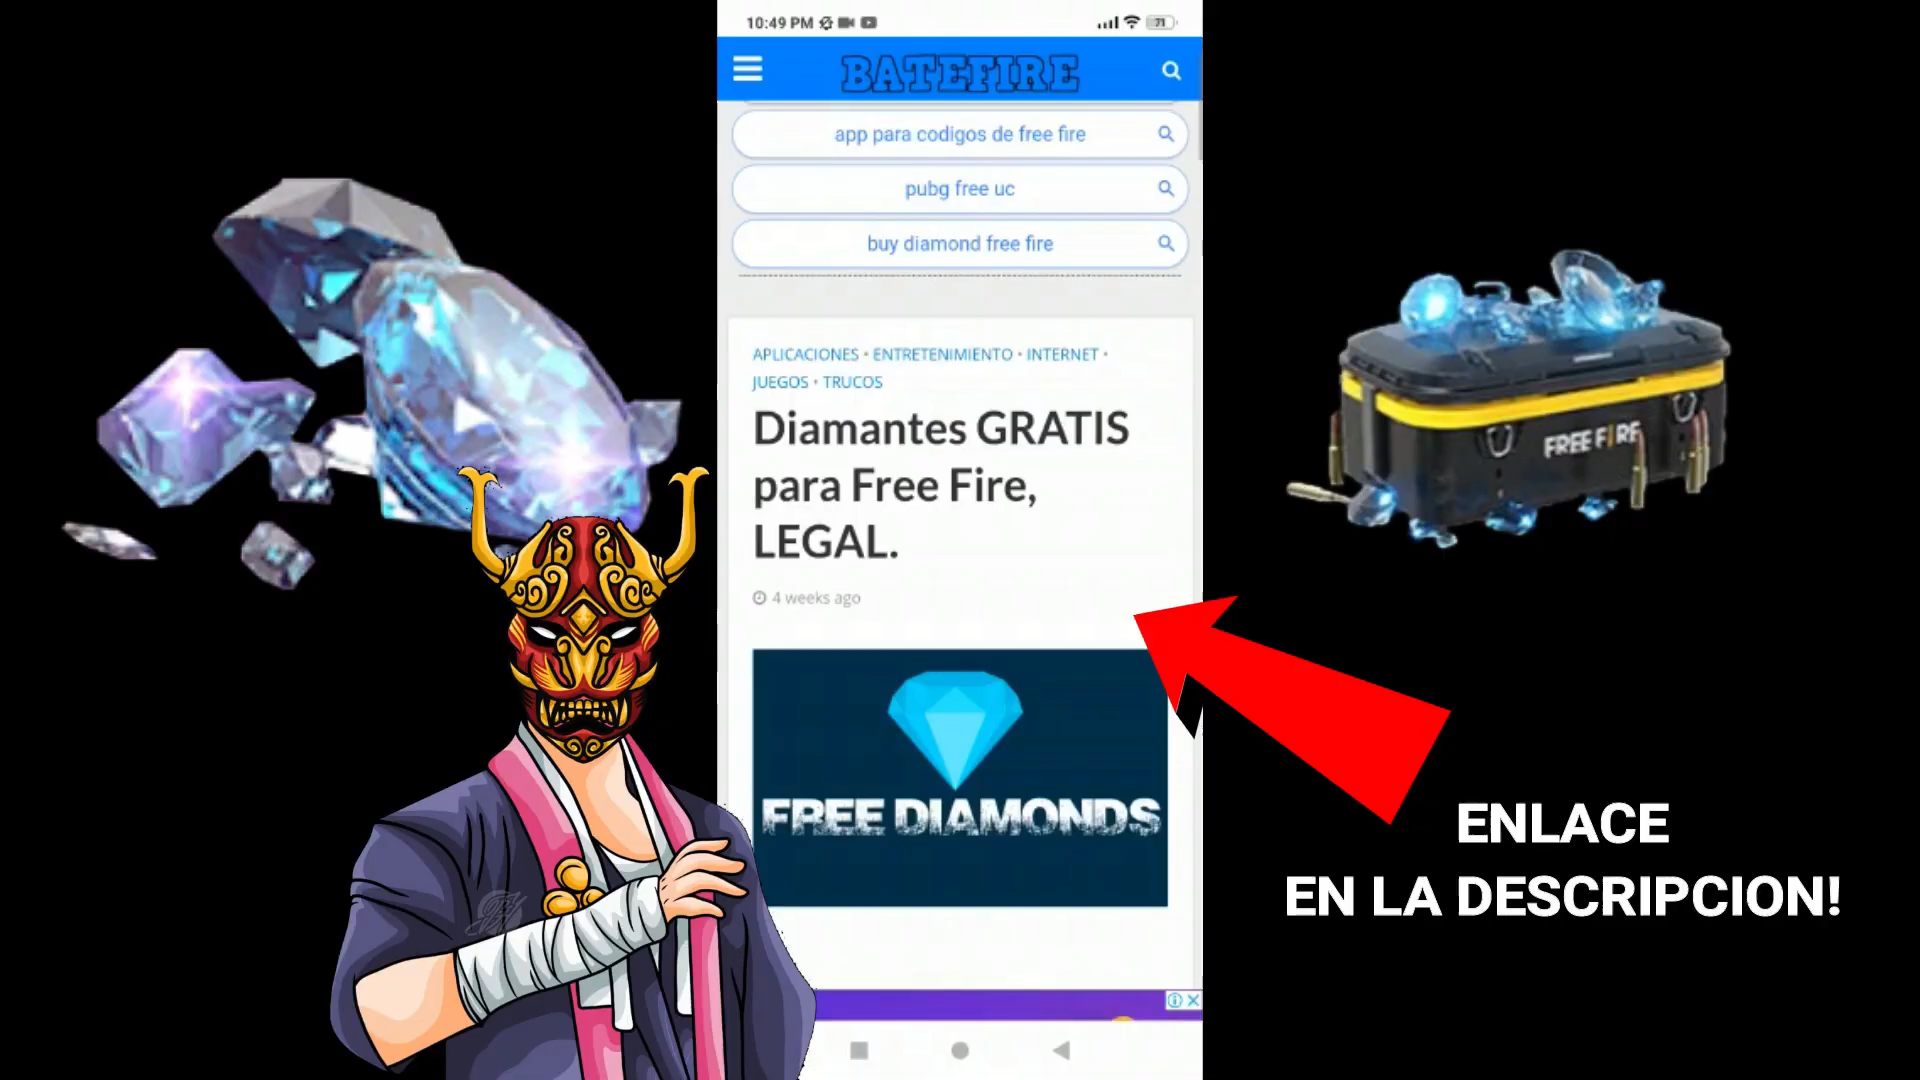 10:49 PM
71
BATEFIRE
app para codigos de free fire
pubg free uc
buy diamond free fire
APLICACIONES • ENTRETENIMIENTO • INTERNET •
JUEGOS • TRUCOS
Diamantes GRATIS
para Free Fire,
LEGAL.
4 weeks ago
FREE DIAMONDS
FREE FIRE
ENLACE
EN LA DESCRIPCION!